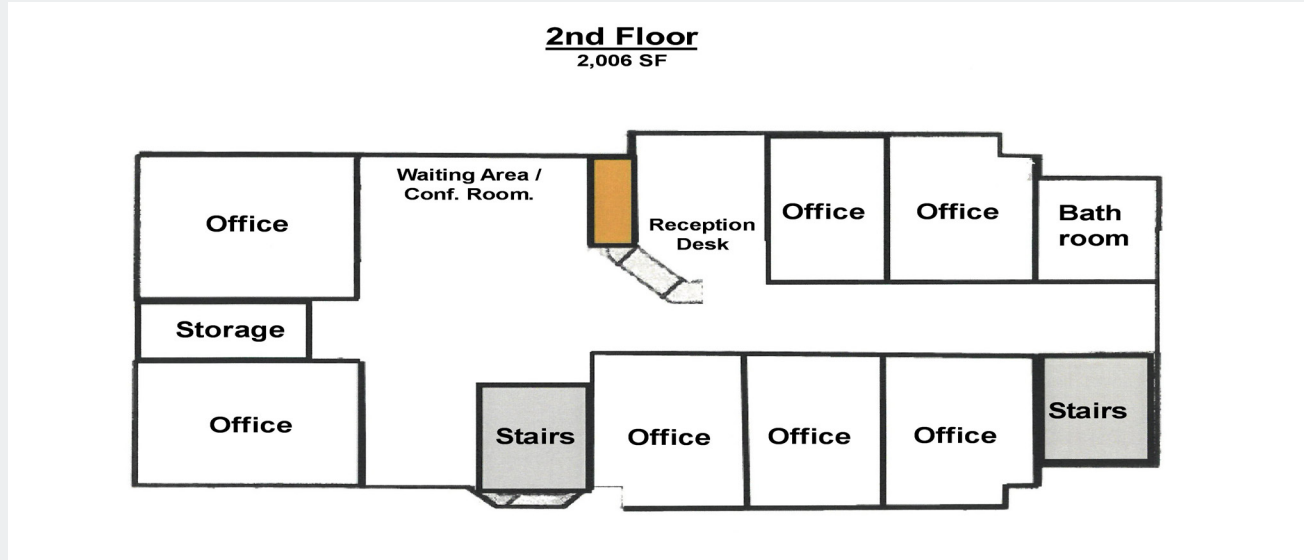 2nd Floor
2,006 SF
Waiting Area /
Conf. Room.
Office
Reception
Desk
Office
Office
Bath
room
Storage
Office
Stairs
Office
Office
Office
Stairs